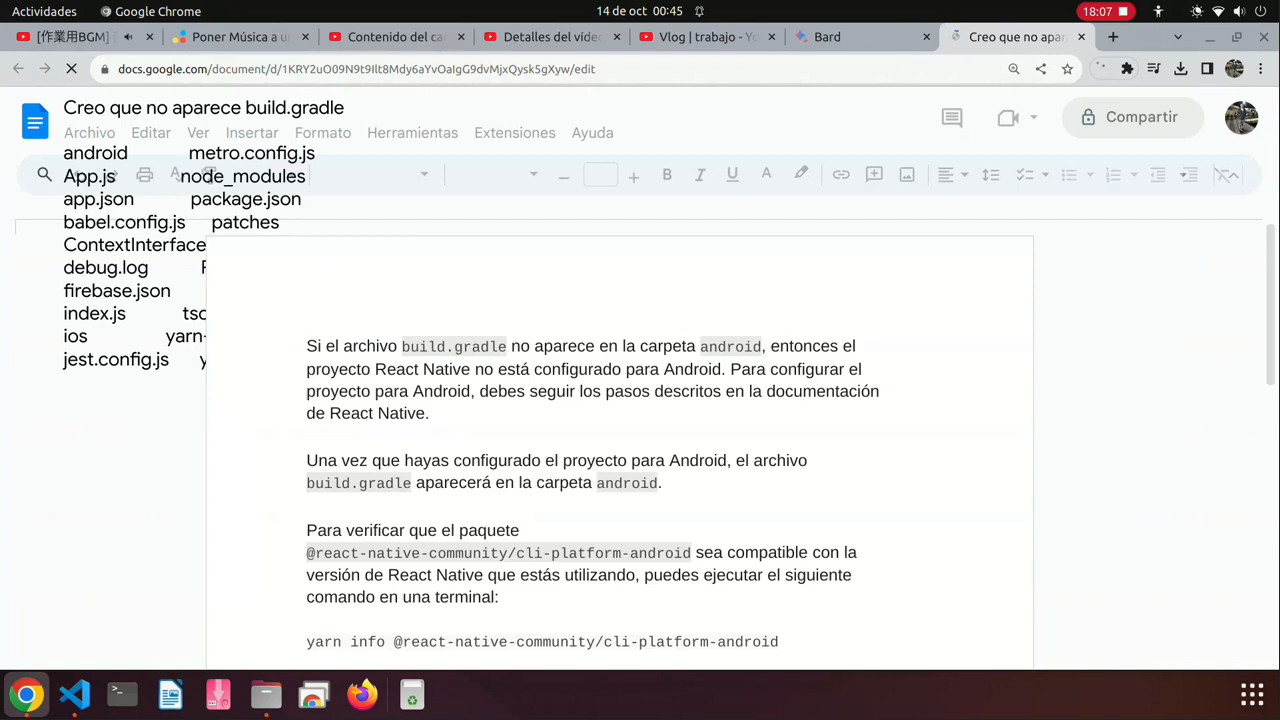 Actividades Google Chrome 14 de oct 00:45 18:07
[作業用BGM] Poner Música a u Contenido del ca Detalles del video Vlog | trabajo - Y Bard Creo que no apar
docs.google.com/document/d/1KRY2uO09N9t9Ilt8Mdy6aYvOaIgG9dvMjxQysk5gXyw/edit
Creo que no aparece build.gradle
Archivo Editar Ver Insertar Formato Herramientas Extensiones Ayuda
Compartir
android metro.config.js
App.js node_modules
app.json package.json
babel.config.js patches
ContextInterface
debug.log
firebase.json
index.js tsc
ios yarn-
jest.config.js y
Si el archivo build.gradle no aparece en la carpeta android, entonces el
proyecto React Native no está configurado para Android. Para configurar el
proyecto para Android, debes seguir los pasos descritos en la documentación
de React Native.
Una vez que hayas configurado el proyecto para Android, el archivo
build.gradle aparecerá en la carpeta android.
Para verificar que el paquete
@react-native-community/cli-platform-android sea compatible con la
versión de React Native que estás utilizando, puedes ejecutar el siguiente
comando en una terminal:
yarn info @react-native-community/cli-platform-android